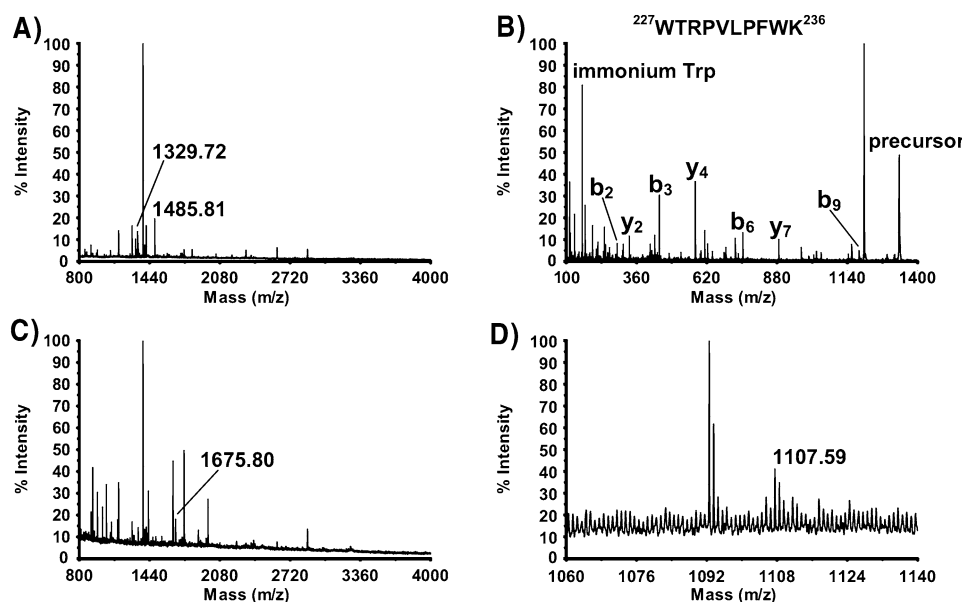 A)
% Intensity
100
90
80
70
60
50
40
30
20
10
0
1329.72
1485.81
800 1440 2080 2720 3360 4000
Mass (m/z)
B)
²²⁷WTRPVLPFWK²³⁶
% Intensity
100
90
80
70
60
50
40
30
20
10
0
immonium Trp
precursor
b₂
y₂
b₃
y₄
b₆
y₇
b₉
100 360 620 880 1140 1400
Mass (m/z)
C)
% Intensity
100
90
80
70
60
50
40
30
20
10
0
1675.80
800 1440 2080 2720 3360 4000
Mass (m/z)
D)
% Intensity
100
90
80
70
60
50
40
30
20
10
0
1107.59
1060 1076 1092 1108 1124 1140
Mass (m/z)